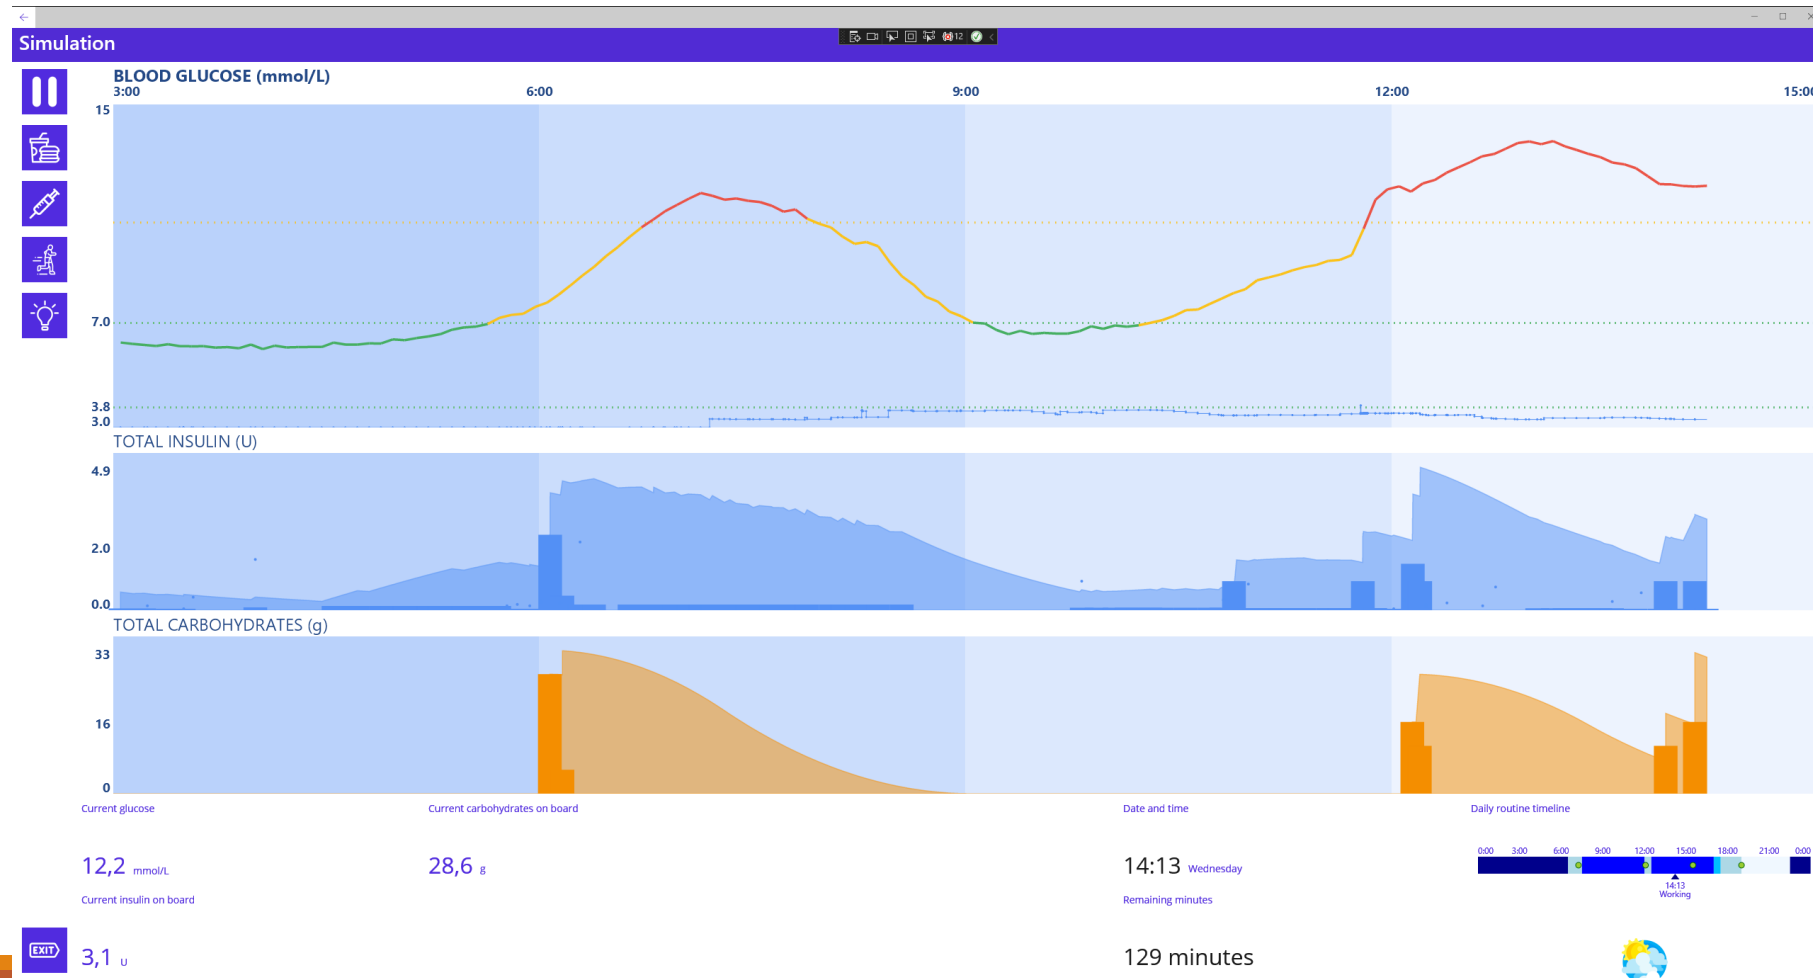 Simulation
12
BLOOD GLUCOSE (mmol/L)
3:00 6:00 9:00 12:00 15:00
15
7.0
3.8
3.0
TOTAL INSULIN (U)
4.9
2.0
0.0
TOTAL CARBOHYDRATES (g)
33
16
0
Current glucose Current carbohydrates on board Date and time Daily routine timeline
0:00 3:00 6:00 9:00 12:00 15:00 18:00 21:00 0:00
12,2 mmol/L 28,6 g 14:13 Wednesday
14:13
Working
Current insulin on board Remaining minutes
EXIT
3,1 U 129 minutes